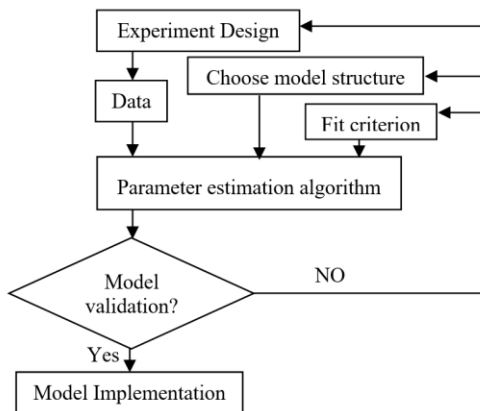 Experiment Design
Choose model structure
Data
Fit criterion
Parameter estimation algorithm
Model
validation?
NO
Yes
Model Implementation